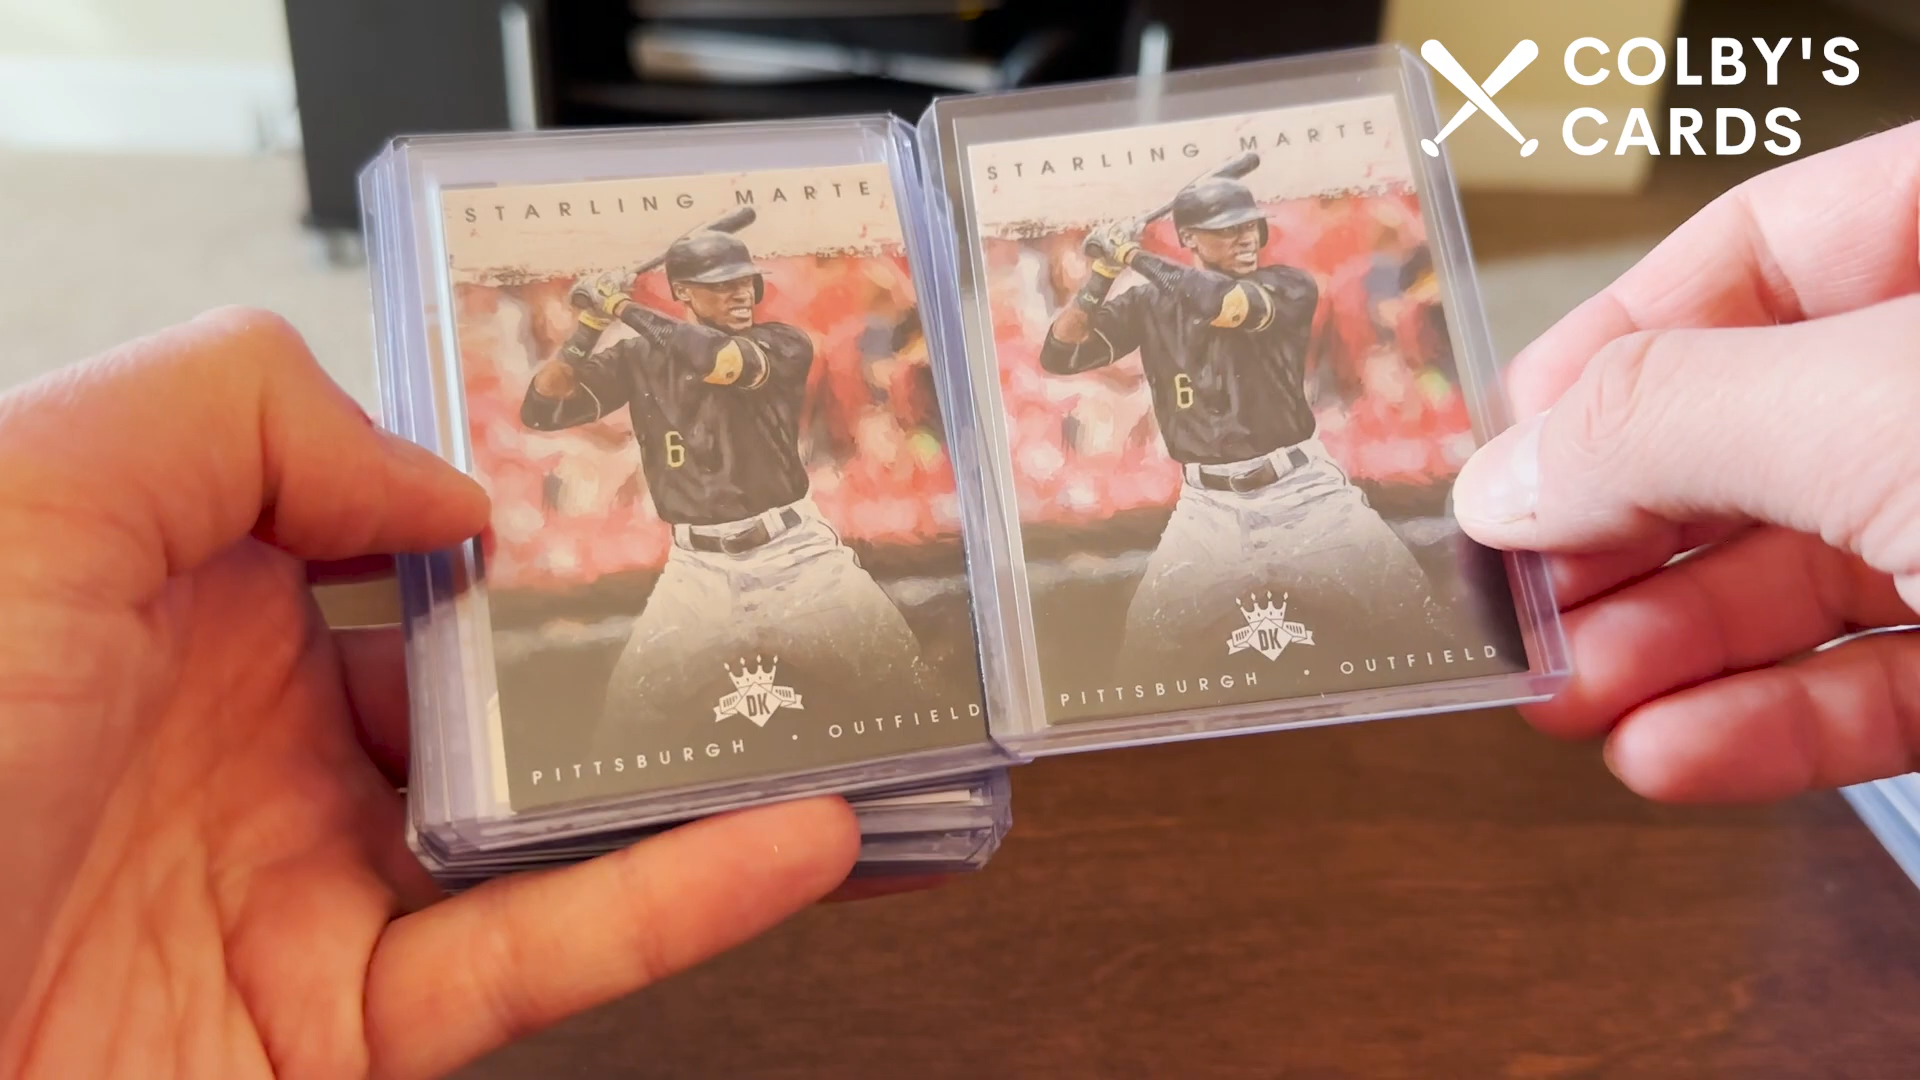 COLBY'S
CARDS
STARLING MARTE
6
DK
PITTSBURGH • OUTFIELD
STARLING MARTE
6
DK
PITTSBURGH • OUTFIELD